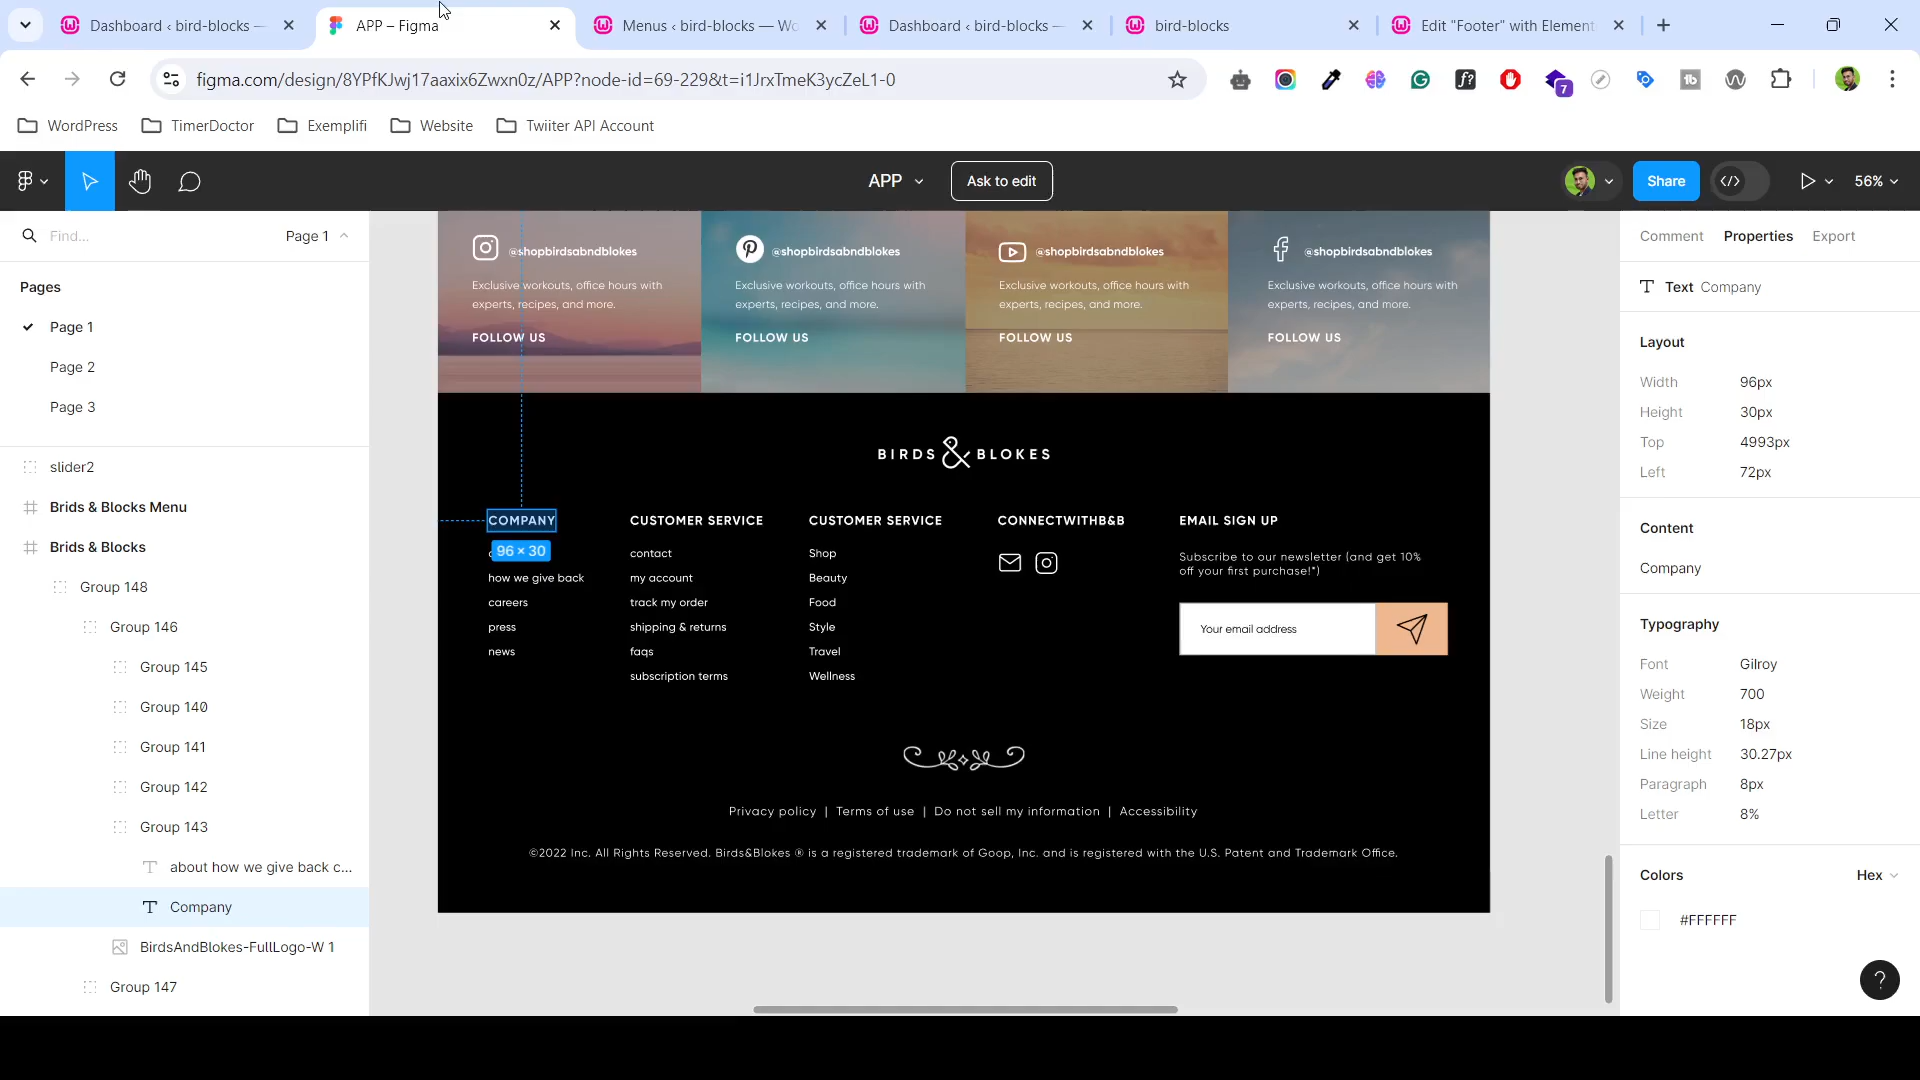 Dashboard ‹ bird-blocks —
APP – Figma
Menus ‹ bird-blocks — Wo
Dashboard ‹ bird-blocks —
bird-blocks
Edit "Footer" with Element
figma.com/design/8YPfKJwj17aaxix6Zwxn0z/APP?node-id=69-229&t=i1JrxTmeK3ycZeL1-0
7
WordPress
TimerDoctor
Exemplifi
Website
Twiiter API Account
APP
Ask to edit
Share
56%
Find...
Page 1
Pages
Page 1
Page 2
Page 3
slider2
Brids & Blocks Menu
Brids & Blocks
Group 148
Group 146
Group 145
Group 140
Group 141
Group 142
Group 143
about how we give back c...
Company
BirdsAndBlokes-FullLogo-W 1
Group 147
@shopbirdsabndblokes
Exclusive workouts, office hours with
experts, recipes, and more.
FOLLOW US
@shopbirdsabndblokes
Exclusive workouts, office hours with
experts, recipes, and more.
FOLLOW US
@shopbirdsabndblokes
Exclusive workouts, office hours with
experts, recipes, and more.
FOLLOW US
@shopbirdsabndblokes
Exclusive workouts, office hours with
experts, recipes, and more.
FOLLOW US
BIRDS & BLOKES
COMPANY
96 × 30
how we give back
careers
press
news
CUSTOMER SERVICE
contact
my account
track my order
shipping & returns
faqs
subscription terms
CUSTOMER SERVICE
Shop
Beauty
Food
Style
Travel
Wellness
CONNECTWITHB&B
EMAIL SIGN UP
Subscribe to our newsletter (and get 10%
off your first purchase!*)
Your email address
Privacy policy | Terms of use | Do not sell my information | Accessibility
©2022 Inc. All Rights Reserved. Birds&Blokes ® is a registered trademark of Goop, Inc. and is registered with the U.S. Patent and Trademark Office.
Comment
Properties
Export
Text Company
Layout
Width 96px
Height 30px
Top 4993px
Left 72px
Content
Company
Typography
Font Gilroy
Weight 700
Size 18px
Line height 30.27px
Paragraph 8px
Letter 8%
Colors
Hex
#FFFFFF
?